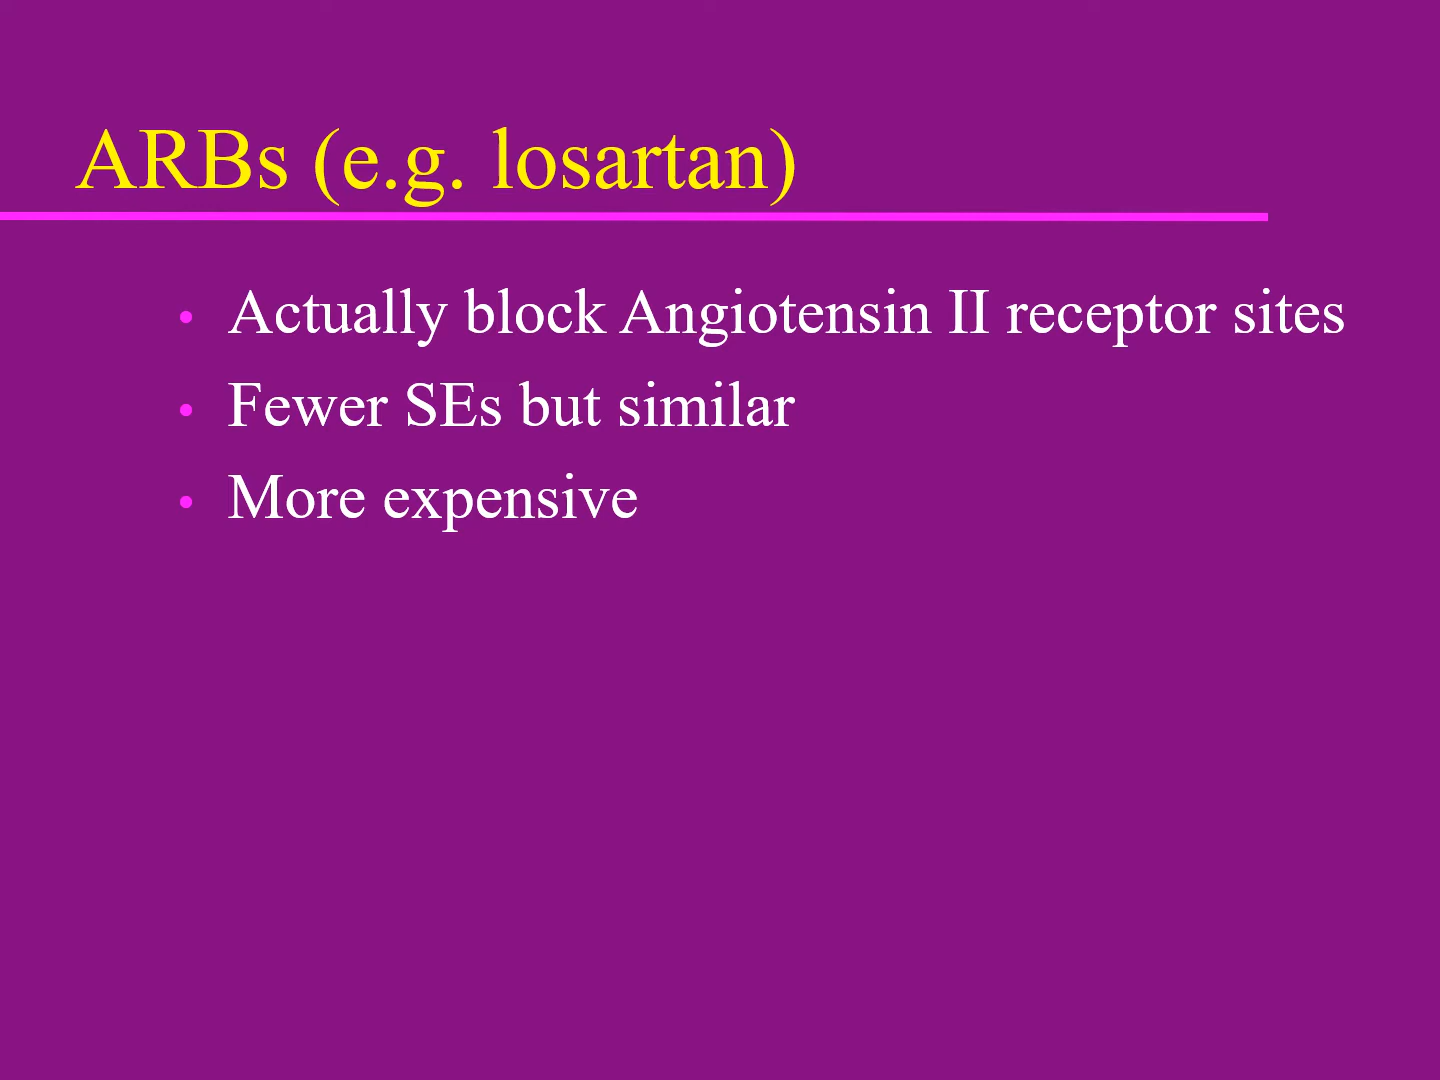 ARBs (e.g. losartan)
• Actually block Angiotensin II receptor sites
• Fewer SEs but similar
• More expensive